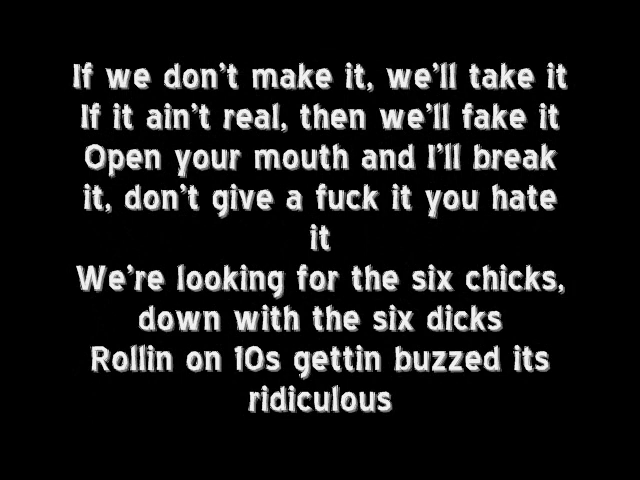 If we don't make it, we'll take it
If it ain't real, then we'll fake it
Open your mouth and I'll break
it, don't give a fuck it you hate
it
We're looking for the six chicks,
down with the six dicks
Rollin on 10s gettin buzzed its
ridiculous